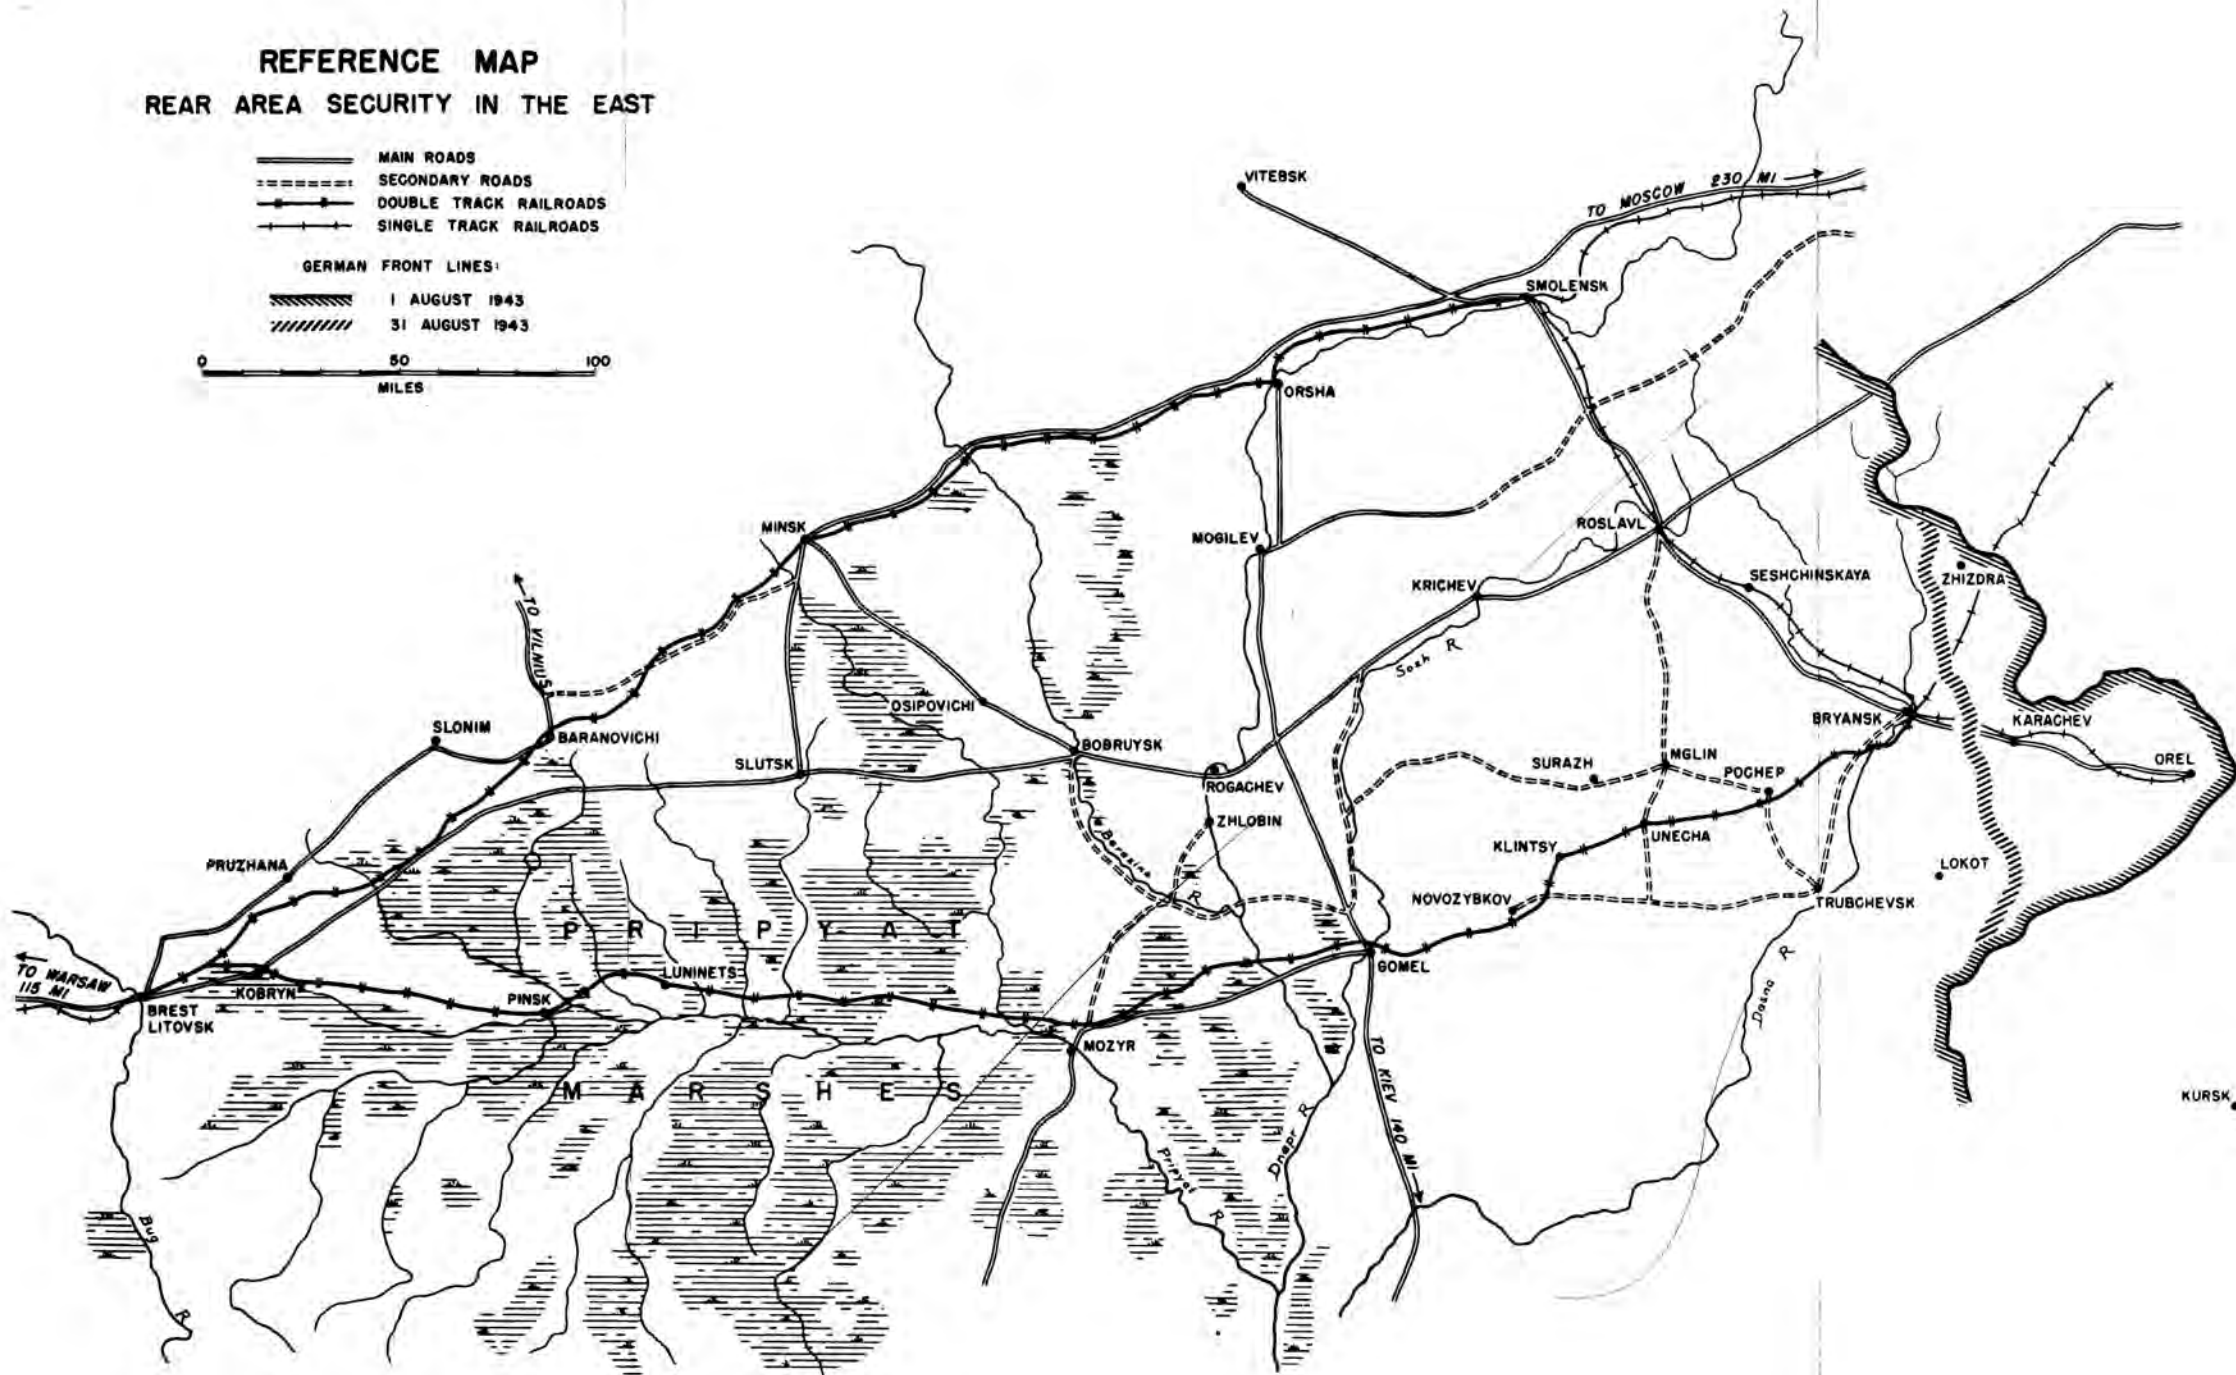 REFERENCE MAP
REAR AREA SECURITY IN THE EAST
MAIN ROADS
SECONDARY ROADS
DOUBLE TRACK RAILROADS
SINGLE TRACK RAILROADS
GERMAN FRONT LINES:
1 AUGUST 1943
31 AUGUST 1943
0 50 100
MILES
VITEBSK
TO MOSCOW 230 MI
SMOLENSK
ORSHA
MINSK
MOGILEV
ROSLAVL
KRICHEV
SESHCHINSKAYA
ZHIZDRA
TO VILNIUS
Sozh R
SLONIM
BARANOVICHI
OSIPOVICHI
BRYANSK
KARACHEV
OREL
SLUTSK
BOBRUYSK
ROGACHEV
SURAZH
MGLIN
POCHEP
ZHLOBIN
Berezina R
KLINTSY
UNECHA
LOKOT
PRUZHANA
NOVOZYBKOV
TRUBCHEVSK
PRIPYAT
TO WARSAW
115 MI
KOBRYN
LUNINETS
GOMEL
PINSK
BREST
LITOVSK
MOZYR
Dasna R
TO KIEV 140 MI
MARSHES
KURSK
Pripyat R
Dnepr R
Bug R